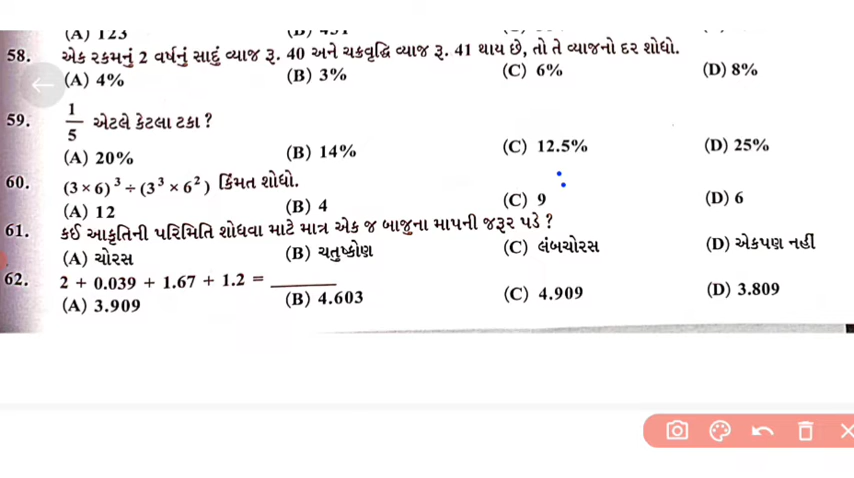 (A) 123
58. એક રકમનું 2 વર્ષનું સાદું વ્યાજ રૂ. 40 અને ચક્રવૃદ્ધિ વ્યાજ રૂ. 41 થાય છે, તો તે વ્યાજનો દર શોધો.
(A) 4% (B) 3% (C) 6% (D) 8%
59. 1/5 એટલે કેટલા ટકા ?
(A) 20% (B) 14% (C) 12.5% (D) 25%
60. (3 × 6)³ ÷ (3³ × 6²) કિંમત શોધો.
(A) 12 (B) 4 (C) 9 (D) 6
61. કઈ આકૃતિની પરિમિતિ શોધવા માટે માત્ર એક જ બાજુના માપની જરૂર પડે ?
(A) ચોરસ (B) ચતુષ્કોણ (C) લંબચોરસ (D) એકપણ નહીં
62. 2 + 0.039 + 1.67 + 1.2 = ______
(A) 3.909 (B) 4.603 (C) 4.909 (D) 3.809